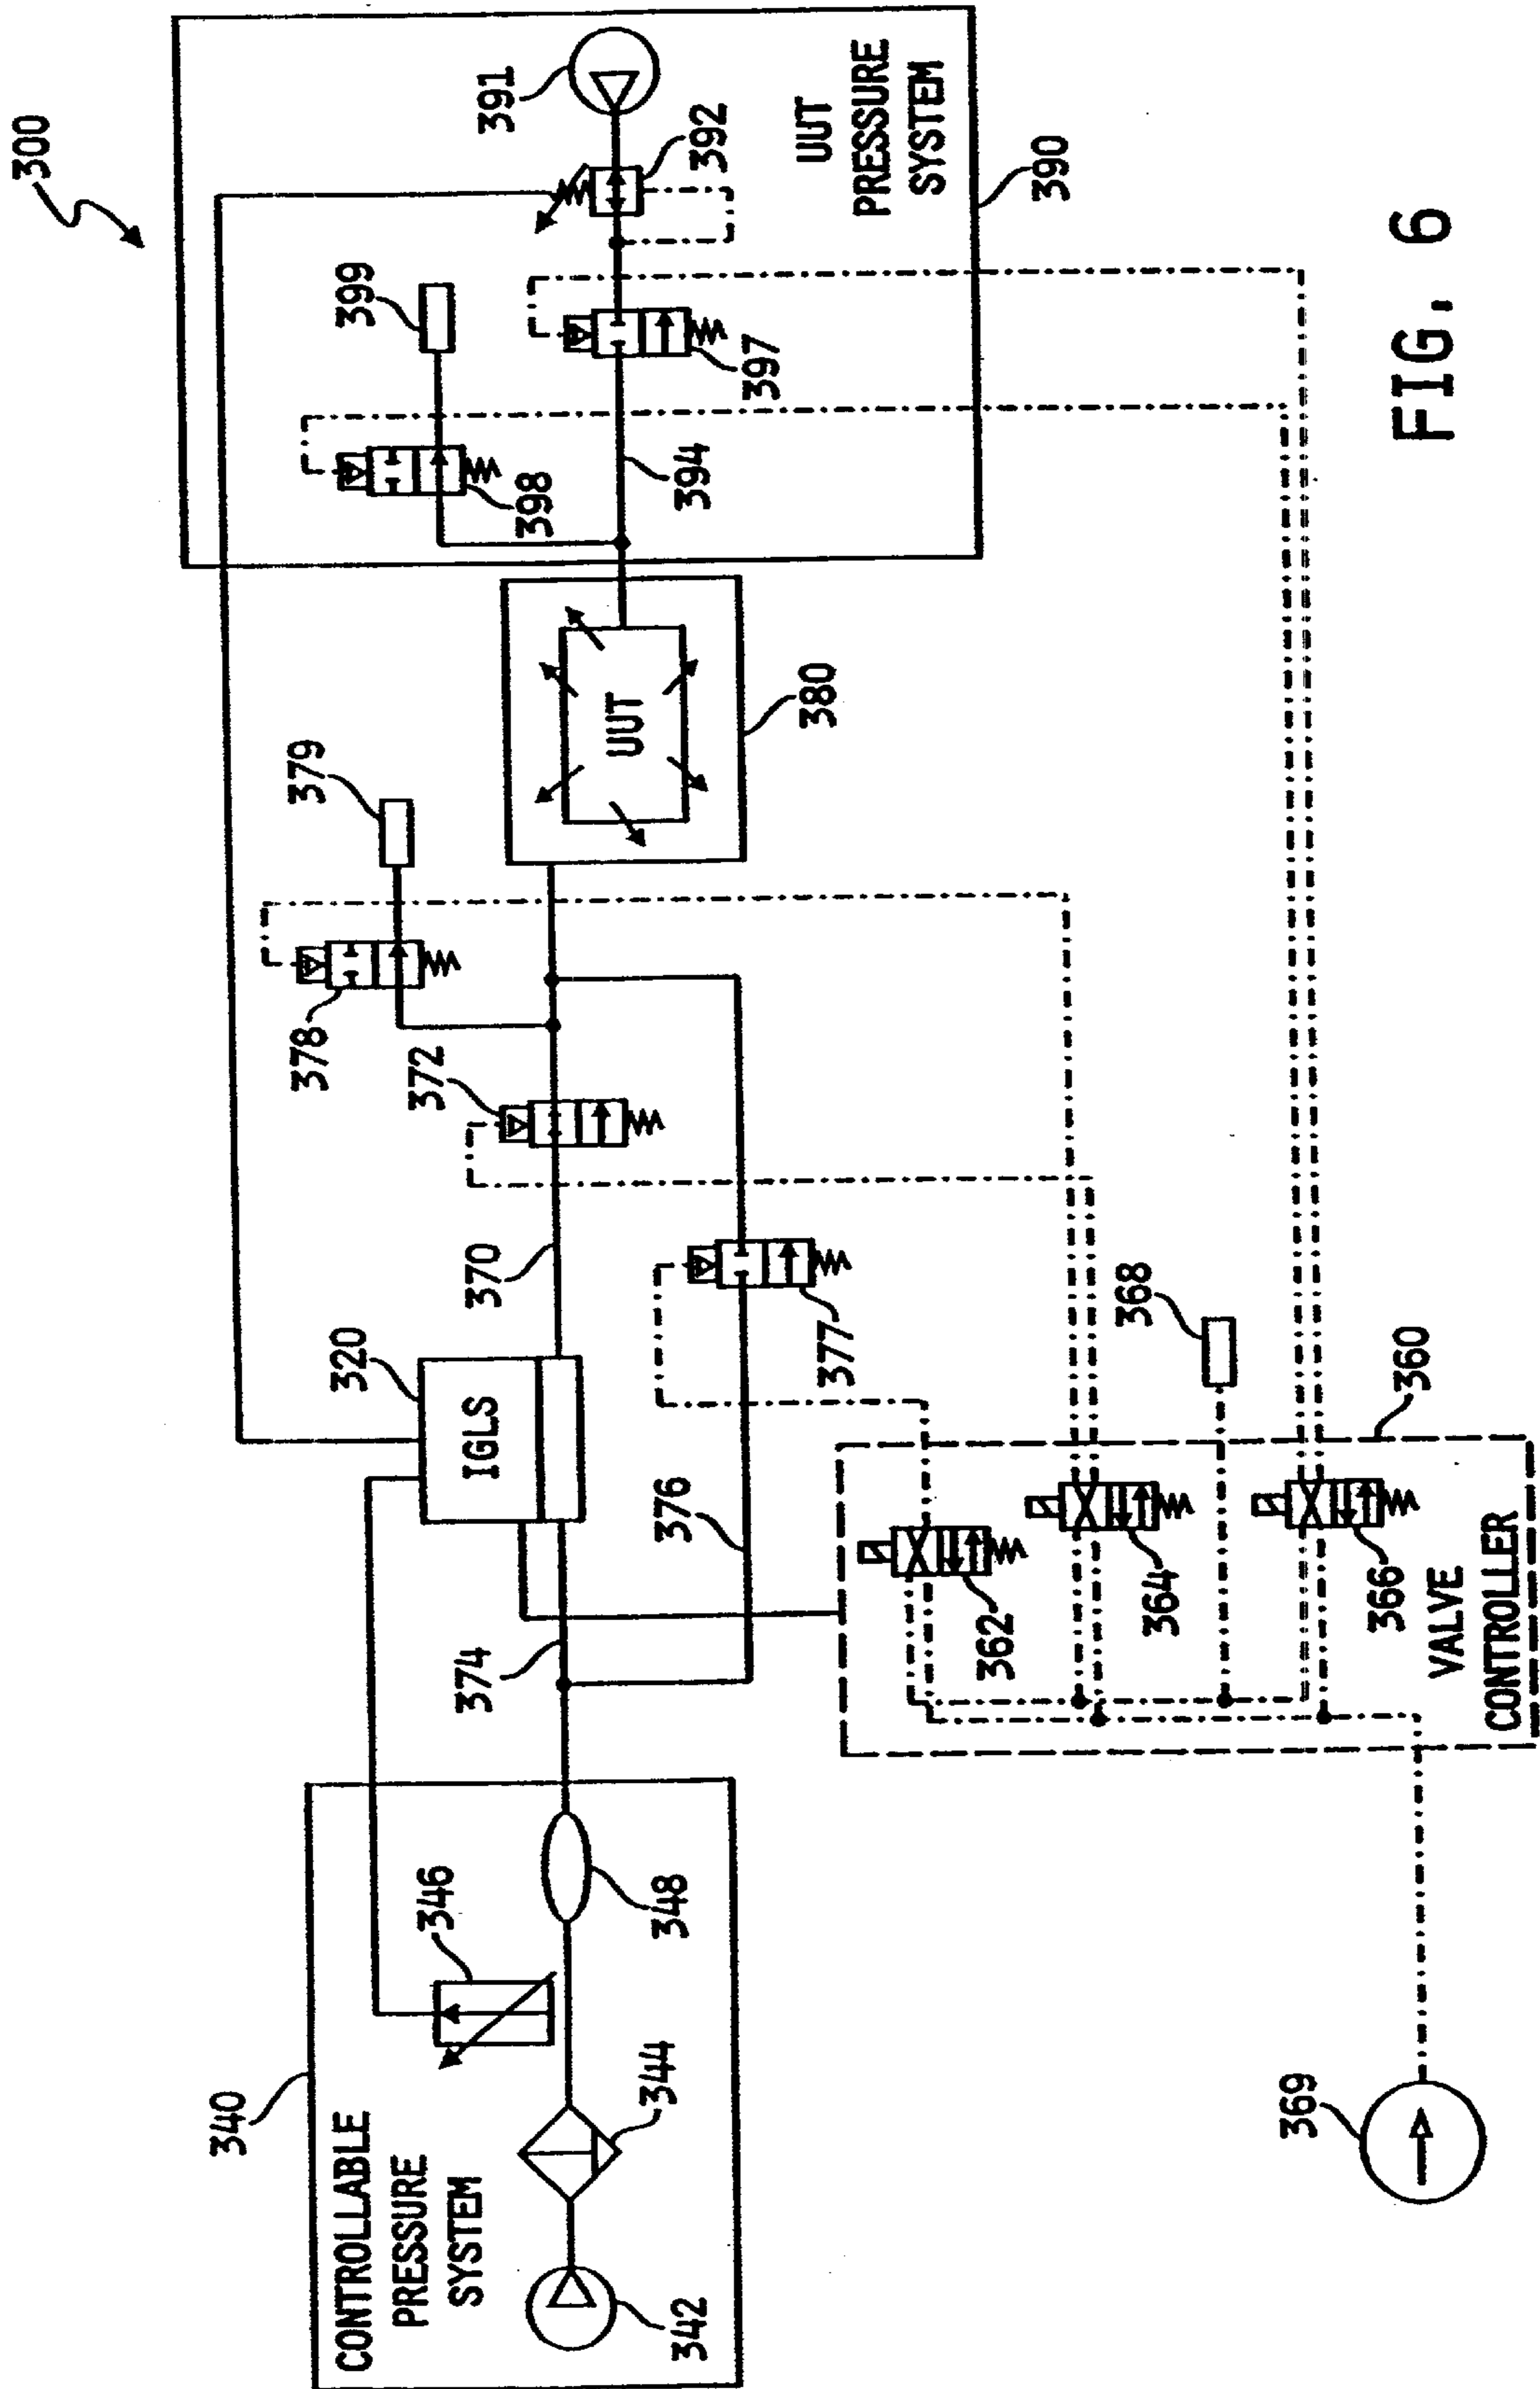 300
340
CONTROLLABLE
PRESSURE
SYSTEM
342
344
346
348
374
IGLS
320
370
376
377
372
378
379
UUT
380
394
398
399
397
391
392
UUT
PRESSURE
SYSTEM
390
369
362
364
366
368
360
VALVE
CONTROLLER
FIG. 6